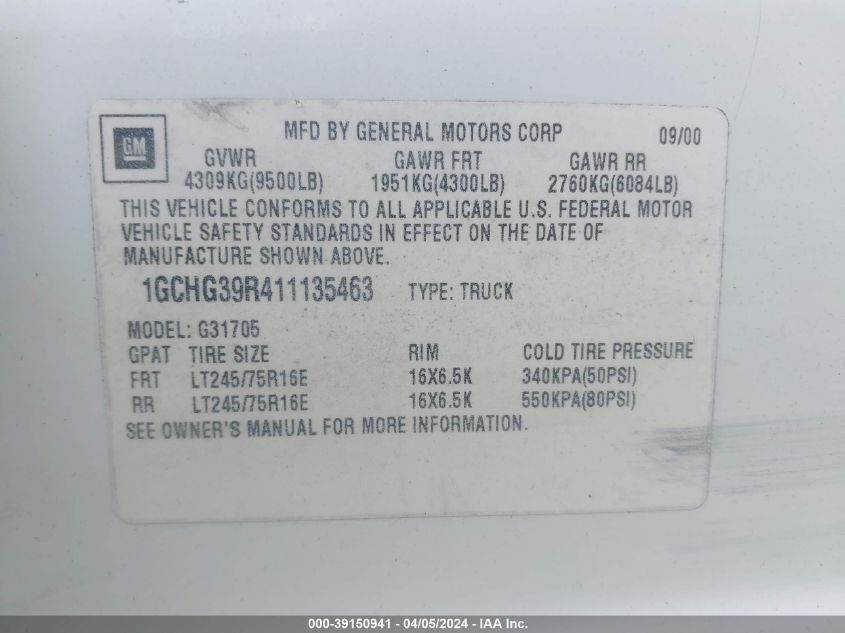 MFD BY GENERAL MOTORS CORP 09/00
GM
GVWR GAWR FRT GAWR RR
4309KG(9500LB) 1951KG(4300LB) 2760KG(6084LB)
THIS VEHICLE CONFORMS TO ALL APPLICABLE U.S. FEDERAL MOTOR
VEHICLE SAFETY STANDARDS IN EFFECT ON THE DATE OF
MANUFACTURE SHOWN ABOVE.
1GCHG39R411135463 TYPE: TRUCK
MODEL: G31705
GPAT TIRE SIZE RIM COLD TIRE PRESSURE
FRT LT245/75R16E 16X6.5K 340KPA(50PSI)
RR LT245/75R16E 16X6.5K 550KPA(80PSI)
SEE OWNER'S MANUAL FOR MORE INFORMATION.
000-39150941 - 04/05/2024 - IAA Inc.